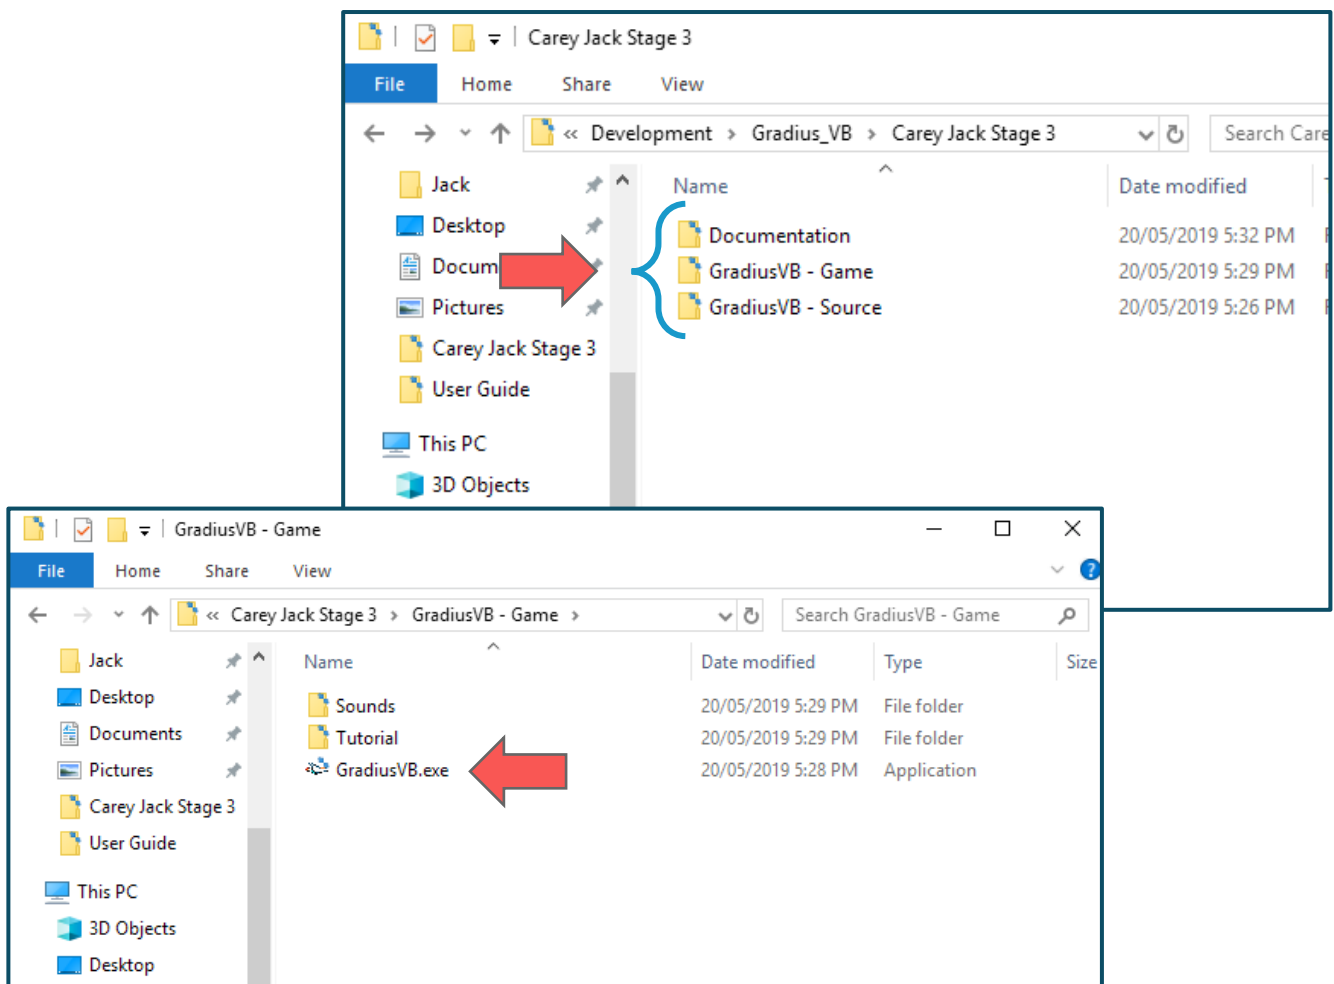 Carey Jack Stage 3
File Home Share View
« Development > Gradius_VB > Carey Jack Stage 3 Search Care
Name Date modified
Jack
Desktop
Pictures
Carey Jack Stage 3
User Guide
This PC
3D Objects
Documentation 20/05/2019 5:32 PM
GradiusVB - Game 20/05/2019 5:29 PM
GradiusVB - Source 20/05/2019 5:26 PM
GradiusVB - Game
File Home Share View
« Carey Jack Stage 3 > GradiusVB - Game > Search GradiusVB - Game
Name Date modified Type Size
Jack
Desktop
Documents
Pictures
Carey Jack Stage 3
User Guide
This PC
3D Objects
Desktop
Sounds 20/05/2019 5:29 PM File folder
Tutorial 20/05/2019 5:29 PM File folder
GradiusVB.exe 20/05/2019 5:28 PM Application